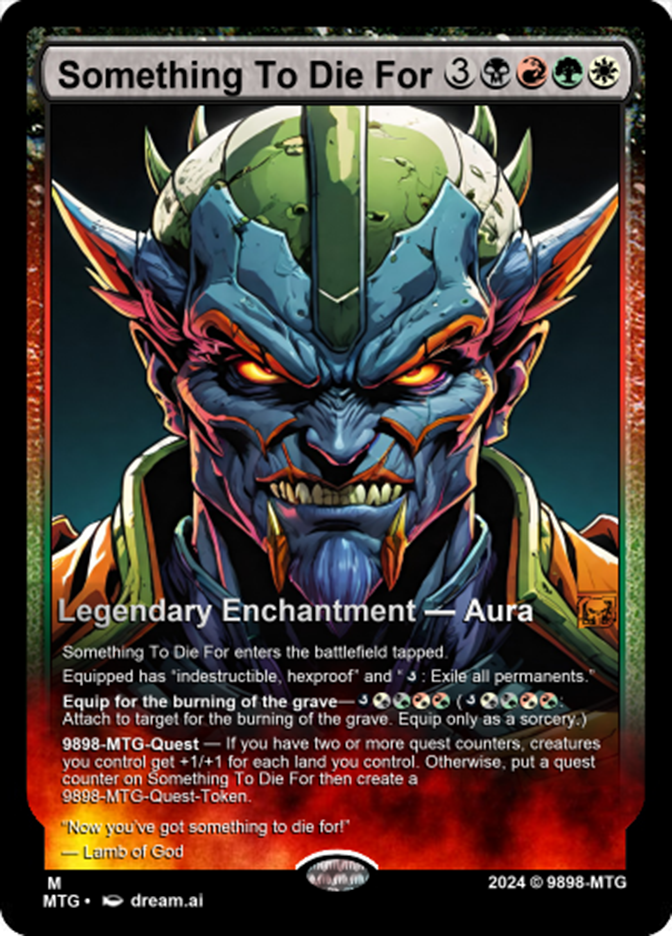 Something To Die For 3
Legendary Enchantment — Aura
Something To Die For enters the battlefield tapped.
Equipped has “indestructible, hexproof” and “ : Exile all permanents.”
Equip for the burning of the grave— ( :
Attach to target for the burning of the grave. Equip only as a sorcery.)
9898-MTG-Quest — If you have two or more quest counters, creatures
you control get +1/+1 for each land you control. Otherwise, put a quest
counter on Something To Die For then create a
9898-MTG-Quest-Token.
“Now you’ve got something to die for!”
— Lamb of God
M
MTG • dream.ai
2024 © 9898-MTG